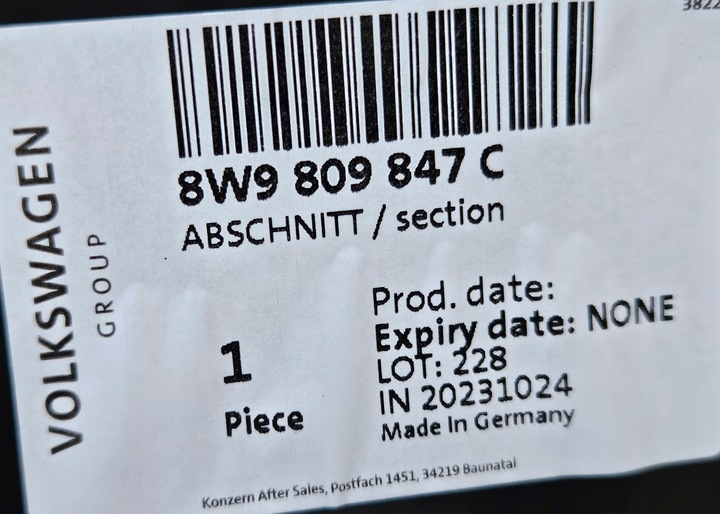 3822
8W9 809 847 C
ABSCHNITT / section
VOLKSWAGEN
GROUP
1
Piece
Prod. date:
Expiry date: NONE
LOT: 228
IN 20231024
Made In Germany
Konzern After Sales, Postfach 1451, 34219 Baunatal